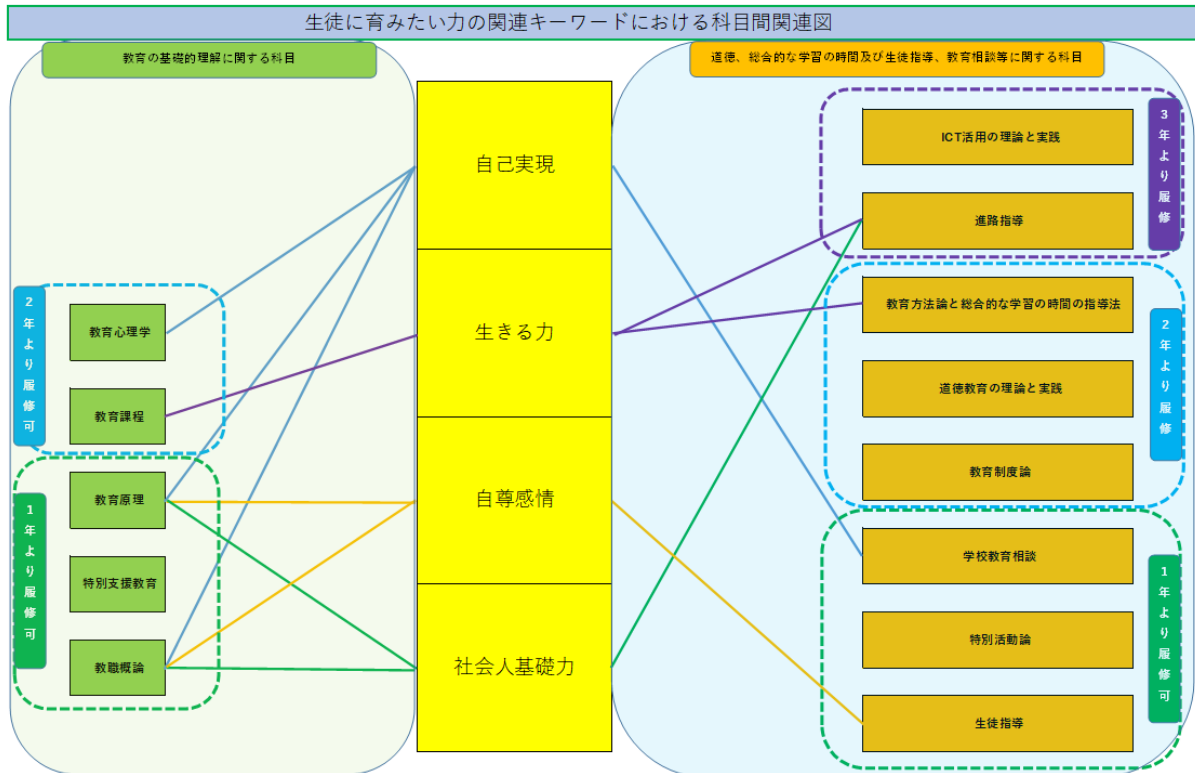 生徒に育みたい力の関連キーワードにおける科目間関連図
教育の基礎的理解に関する科目
道徳、総合的な学習の時間及び生徒指導、教育相談等に関する科目
2年より履修可
教育心理学
教育課程
1年より履修可
教育原理
特別支援教育
教職概論
自己実現
生きる力
自尊感情
社会人基礎力
3年より履修
ICT活用の理論と実践
進路指導
2年より履修
教育方法論と総合的な学習の時間の指導法
道徳教育の理論と実践
教育制度論
1年より履修可
学校教育相談
特別活動論
生徒指導